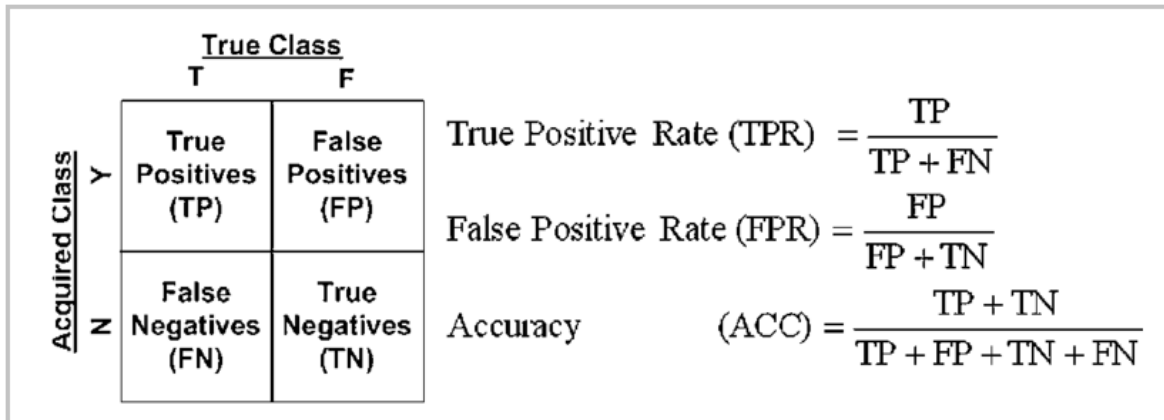 True Class
T F
Acquired Class
Y
True
Positives
(TP)
False
Positives
(FP)
N
False
Negatives
(FN)
True
Negatives
(TN)
True Positive Rate (TPR) = TP / TP + FN
False Positive Rate (FPR) = FP / FP + TN
Accuracy (ACC) = TP + TN / TP + FP + TN + FN